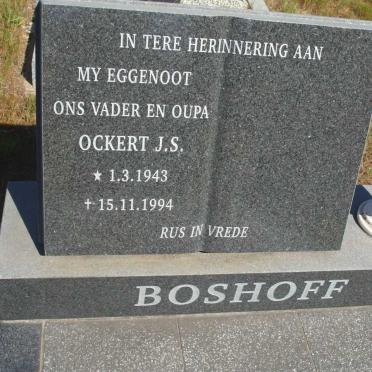 IN TERE HERINNERING AAN
MY EGGENOOT
ONS VADER EN OUPA
OCKERT J.S.
★ 1.3.1943
✝ 15.11.1994
RUS IN VREDE
BOSHOFF